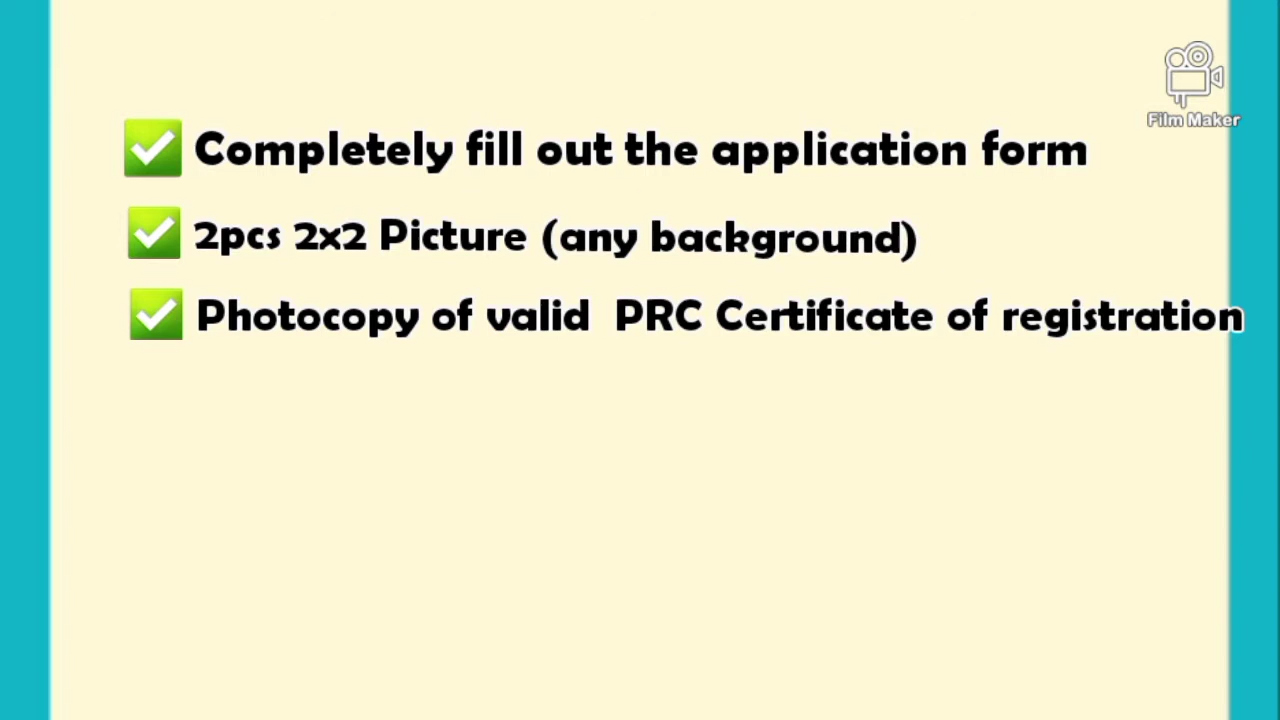 Film Maker
✅ Completely fill out the application form
✅ 2pcs 2x2 Picture (any background)
✅ Photocopy of valid PRC Certificate of registration